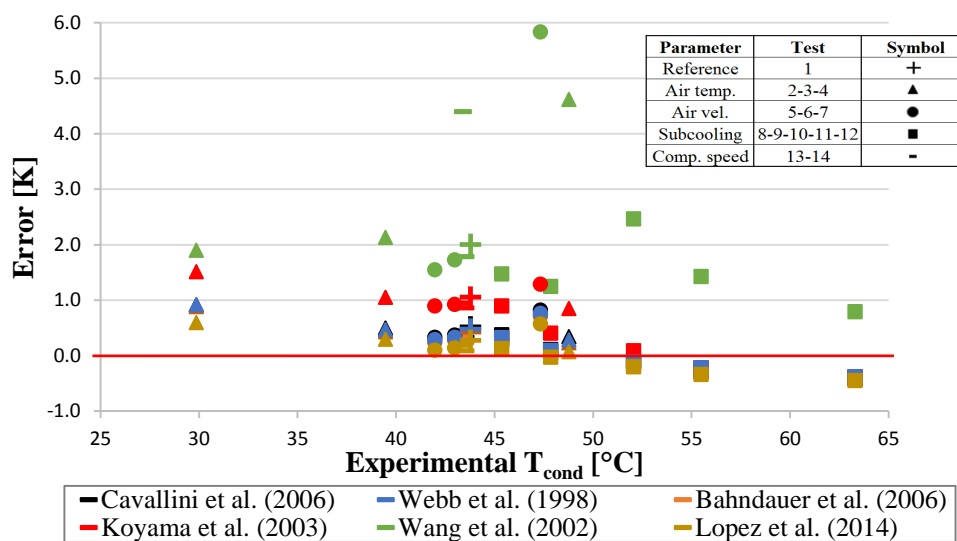 6.0
5.0
4.0
3.0
2.0
1.0
0.0
-1.0
Error [K]
Parameter Test Symbol
Reference 1
Air temp. 2-3-4
Air vel. 5-6-7
Subcooling 8-9-10-11-12
Comp. speed 13-14
25 30 35 40 45 50 55 60 65
Experimental Tcond [°C]
Cavallini et al. (2006) Webb et al. (1998) Bahndauer et al. (2006)
Koyama et al. (2003) Wang et al. (2002) Lopez et al. (2014)